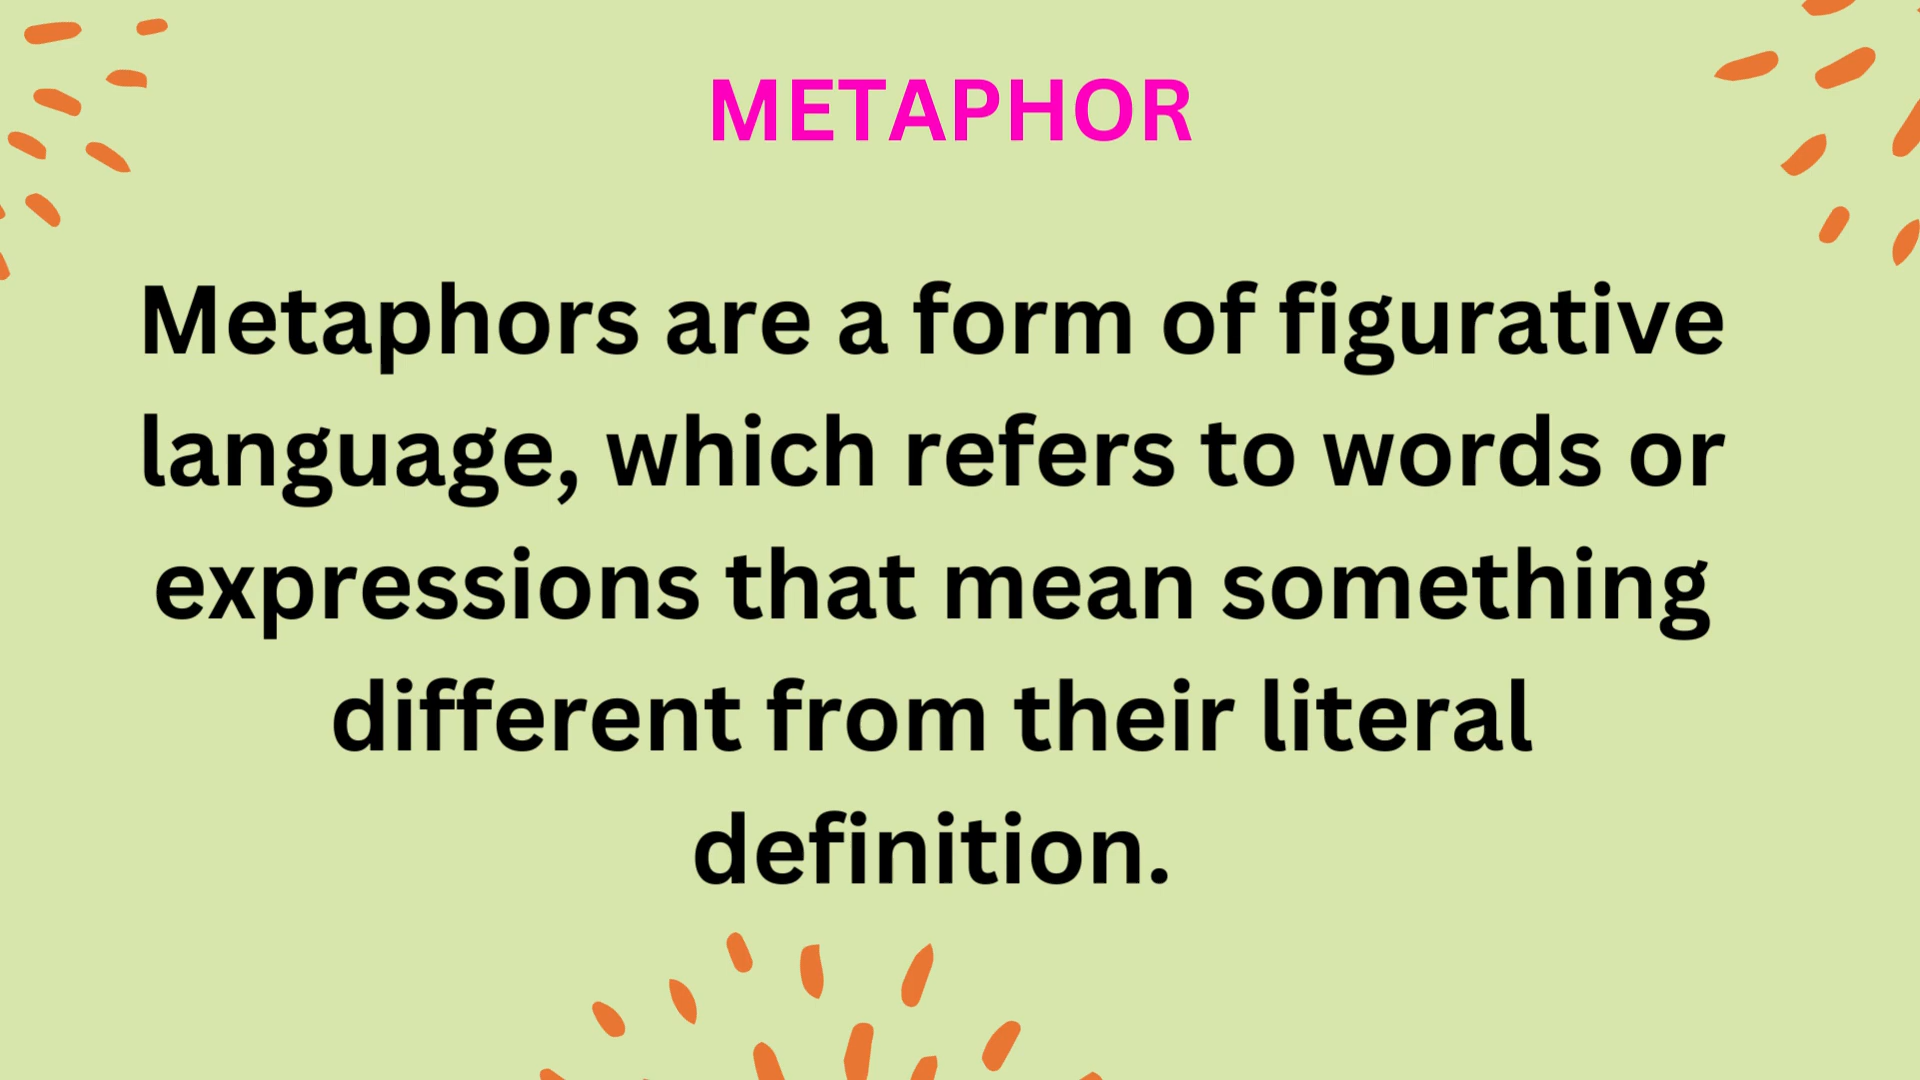 METAPHOR
Metaphors are a form of figurative
language, which refers to words or
expressions that mean something
different from their literal
definition.